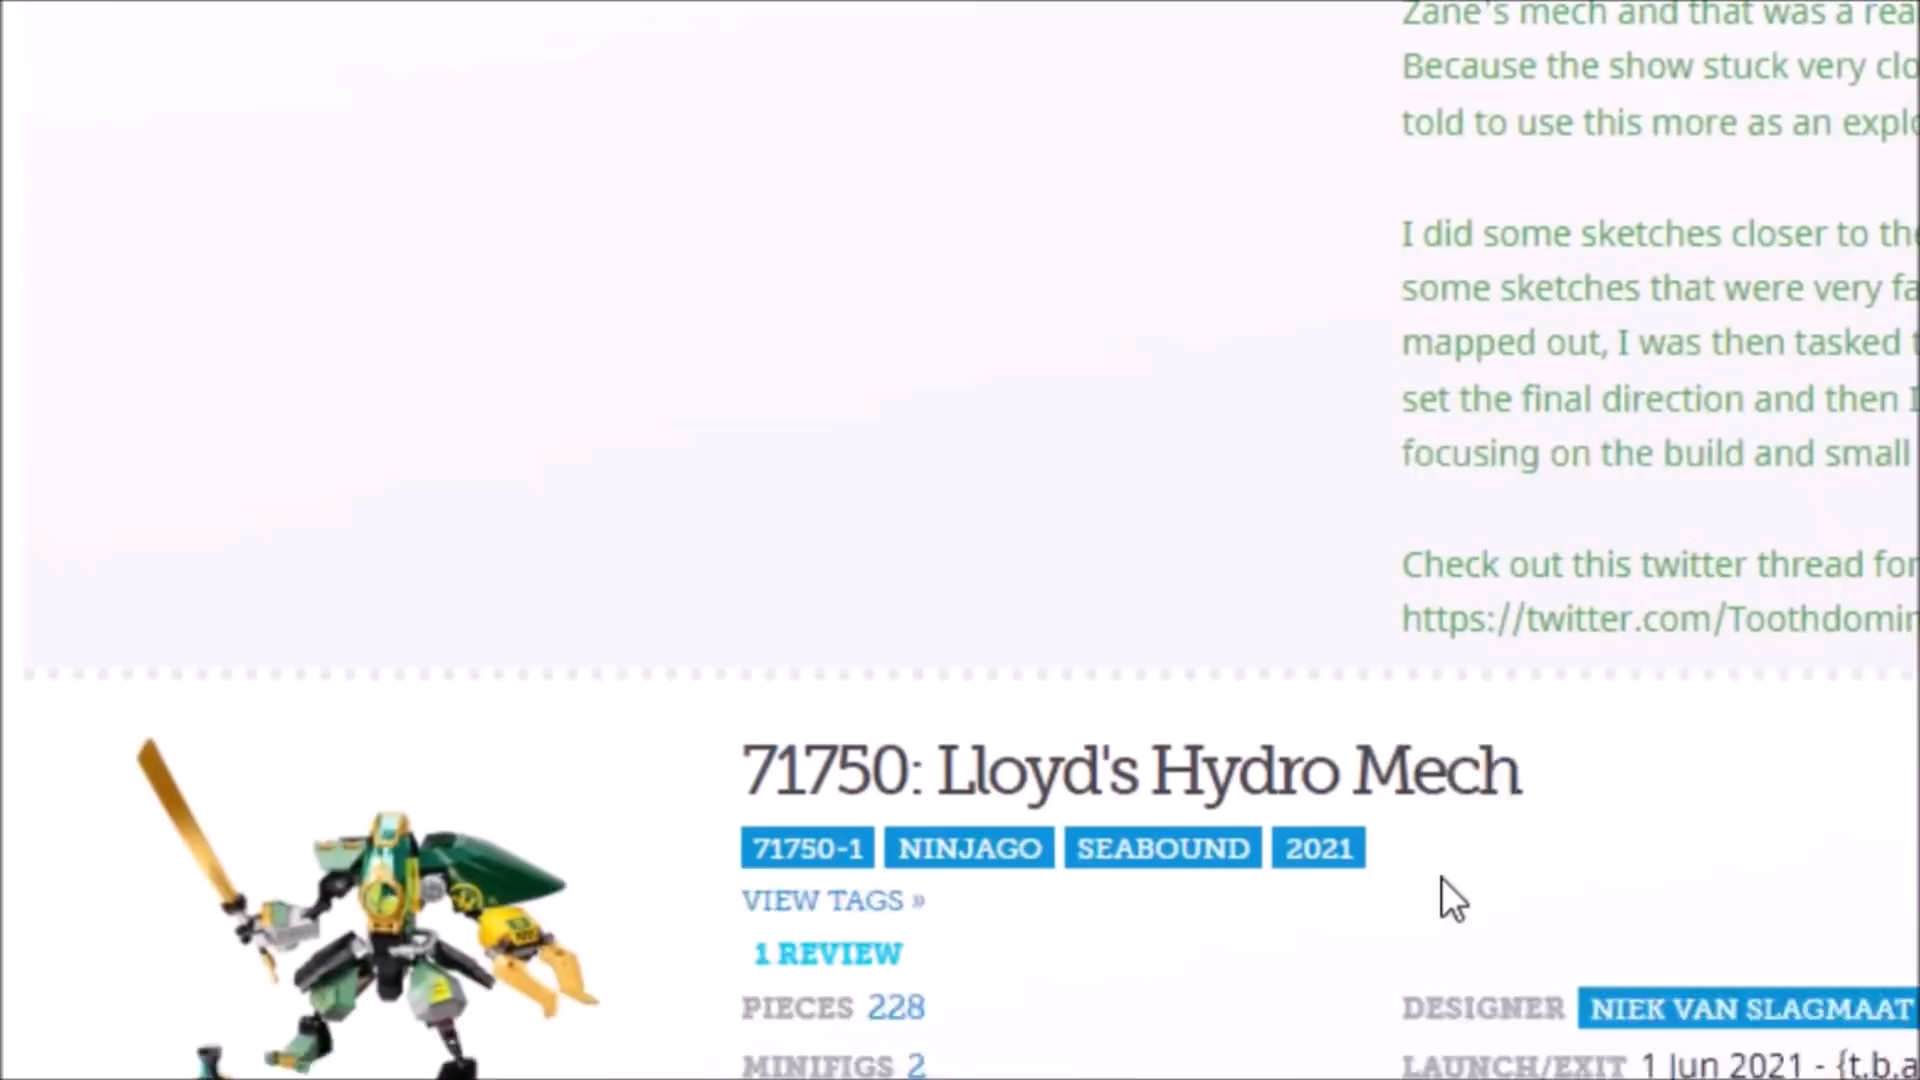 Zane's mech and that was a rea
Because the show stuck very clo
told to use this more as an explo
I did some sketches closer to the
some sketches that were very fa
mapped out, I was then tasked t
set the final direction and then I
focusing on the build and small
Check out this twitter thread for
https://twitter.com/Toothdomin
71750: Lloyd's Hydro Mech
71750-1 NINJAGO SEABOUND 2021
VIEW TAGS »
1 REVIEW
PIECES 228
DESIGNER NIEK VAN SLAGMAAT
MINIFIGS 2
LAUNCH/EXIT 1 Jun 2021 - {t.b.a